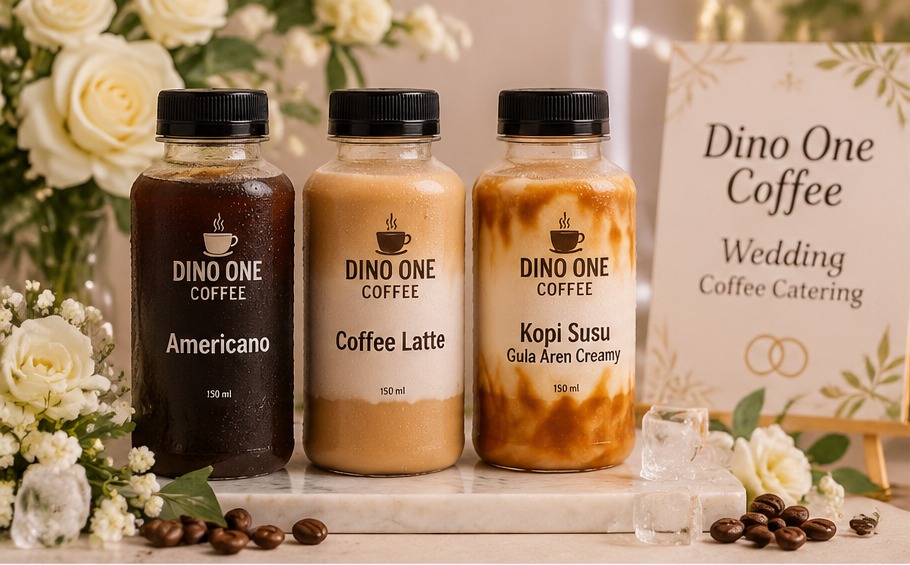 DINO ONE
COFFEE
Americano
150 ml
DINO ONE
COFFEE
Coffee Latte
150 ml
DINO ONE
COFFEE
Kopi Susu
Gula Aren Creamy
150 ml
Dino One
Coffee
Wedding
Coffee Catering